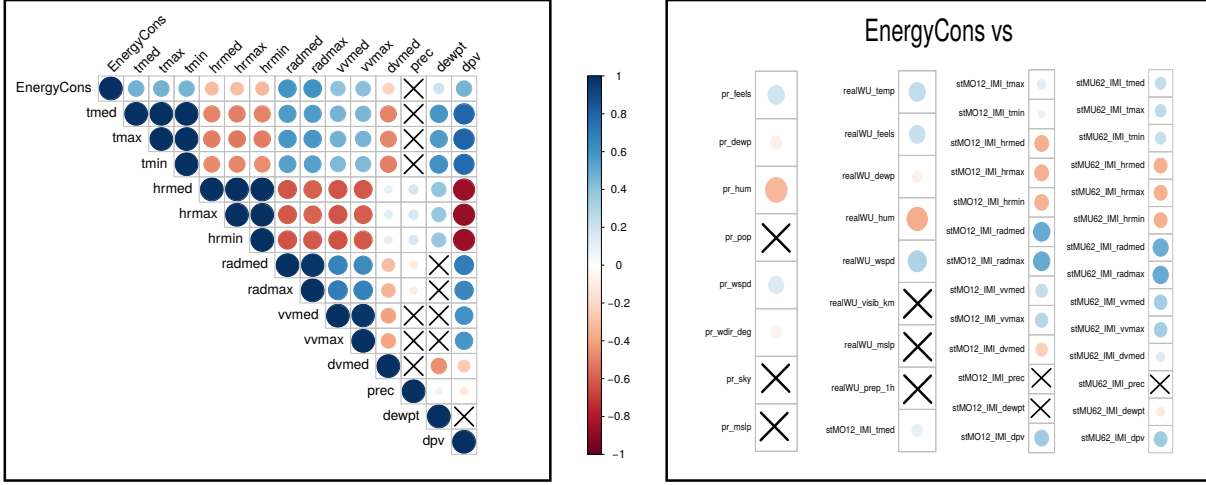 EnergyCons
tmed
tmax
tmin
hrmed
hrmax
hrmin
radmed
radmax
vvmed
vvmax
dvmed
prec
dewpt
dpv
EnergyCons
tmed
tmax
tmin
hrmed
hrmax
hrmin
radmed
radmax
vvmed
vvmax
dvmed
prec
dewpt
dpv
1
0.8
0.6
0.4
0.2
0
−0.2
−0.4
−0.6
−0.8
−1
EnergyCons vs
pr_feels
pr_dewp
pr_hum
pr_pop
pr_wspd
pr_wdir_deg
pr_sky
pr_mslp
realWU_temp
realWU_feels
realWU_dewp
realWU_hum
realWU_wspd
realWU_visib_km
realWU_mslp
realWU_prep_1h
stMO12_IMI_tmed
stMO12_IMI_tmax
stMO12_IMI_tmin
stMO12_IMI_hrmed
stMO12_IMI_hrmax
stMO12_IMI_hrmin
stMO12_IMI_radmed
stMO12_IMI_radmax
stMO12_IMI_vvmed
stMO12_IMI_vvmax
stMO12_IMI_dvmed
stMO12_IMI_prec
stMO12_IMI_dewpt
stMO12_IMI_dpv
stMU62_IMI_tmed
stMU62_IMI_tmax
stMU62_IMI_tmin
stMU62_IMI_hrmed
stMU62_IMI_hrmax
stMU62_IMI_hrmin
stMU62_IMI_radmed
stMU62_IMI_radmax
stMU62_IMI_vvmed
stMU62_IMI_vvmax
stMU62_IMI_dvmed
stMU62_IMI_prec
stMU62_IMI_dewpt
stMU62_IMI_dpv